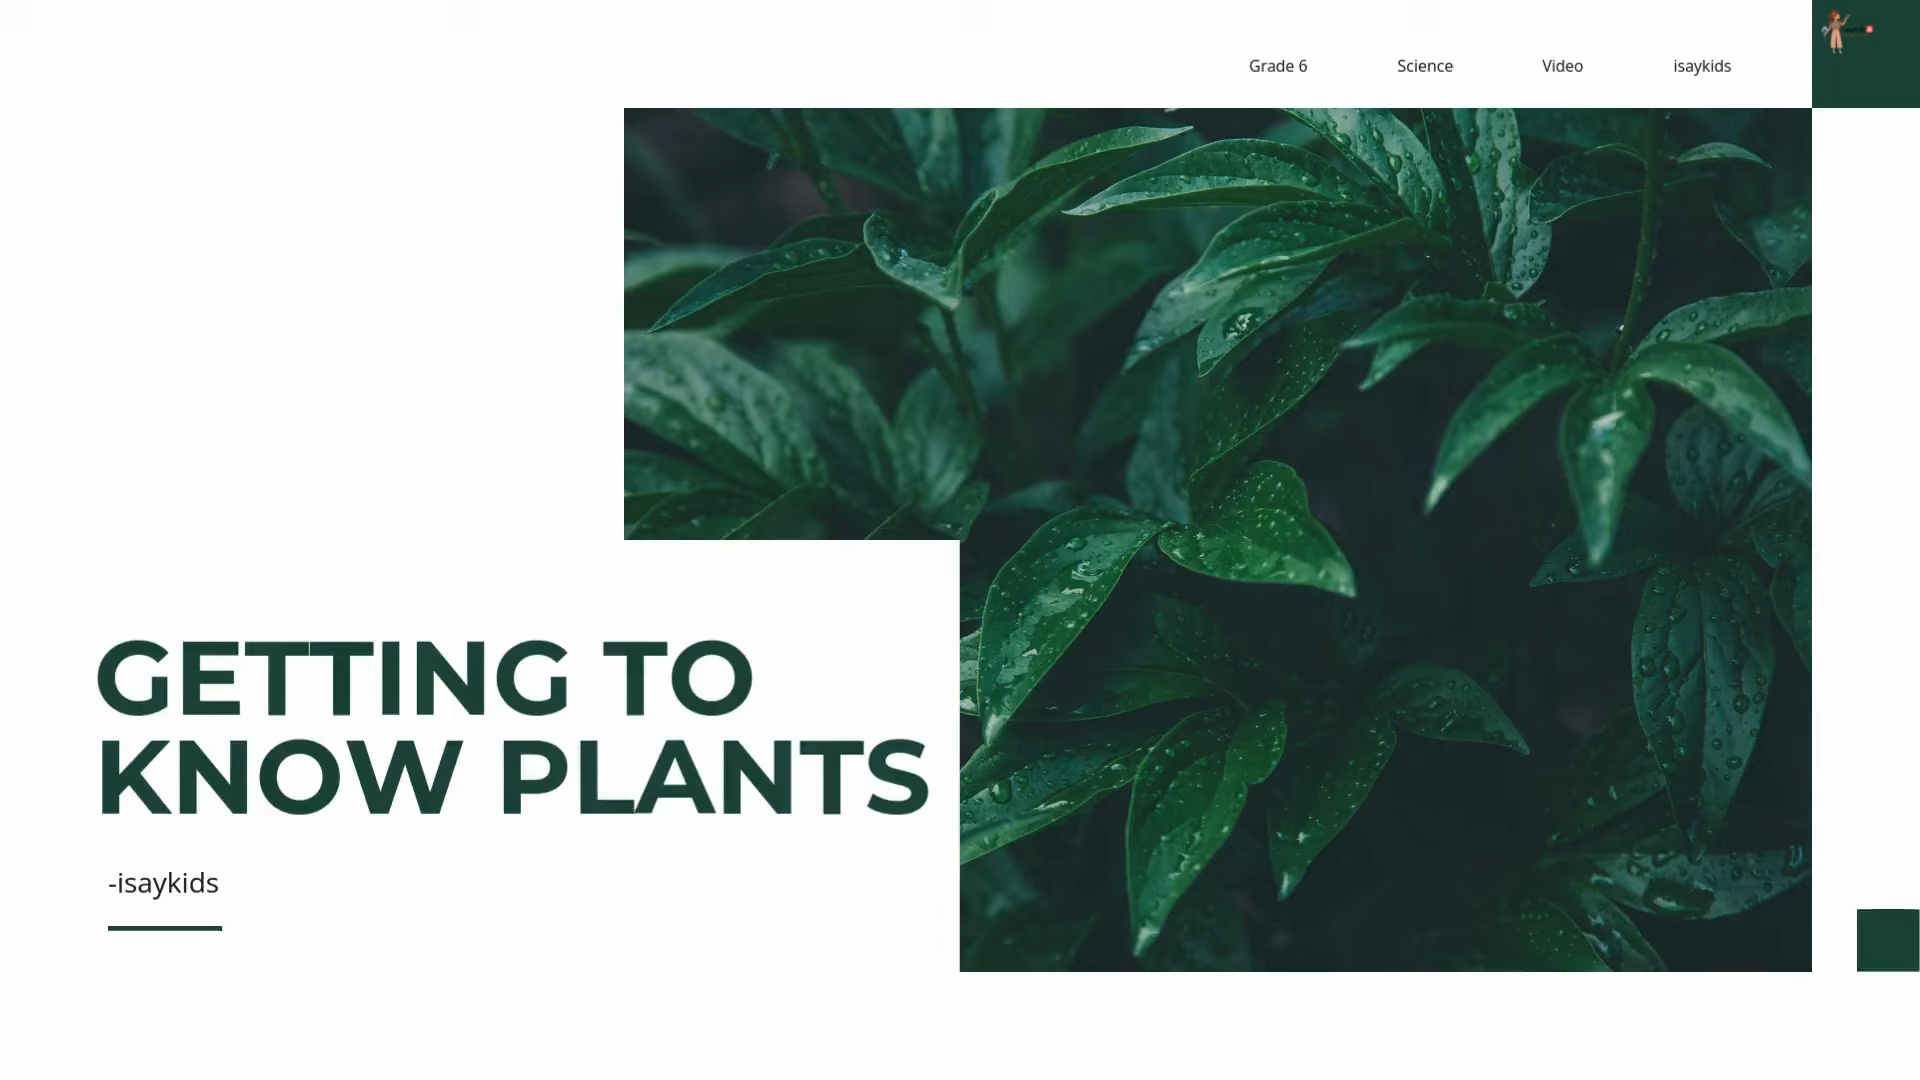 Grade 6 Science Video isaykids
GETTING TO
KNOW PLANTS
-isaykids